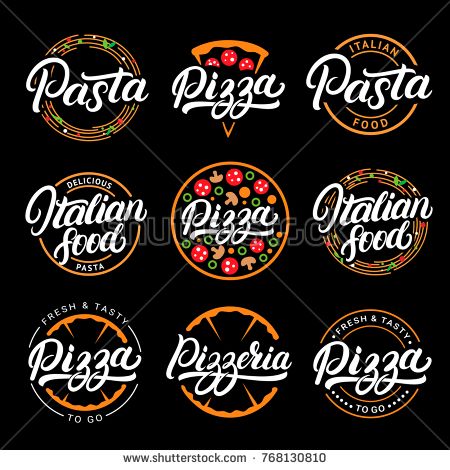 Pasta
Pizza
ITALIAN
Pasta
FOOD
DELICIOUS
Italian
food
PASTA
Pizza
Italian
food
shutterstock
FRESH & TASTY
Pizza
TO GO
Pizzeria
FRESH & TASTY
Pizza
TO GO
www.shutterstock.com · 768130810